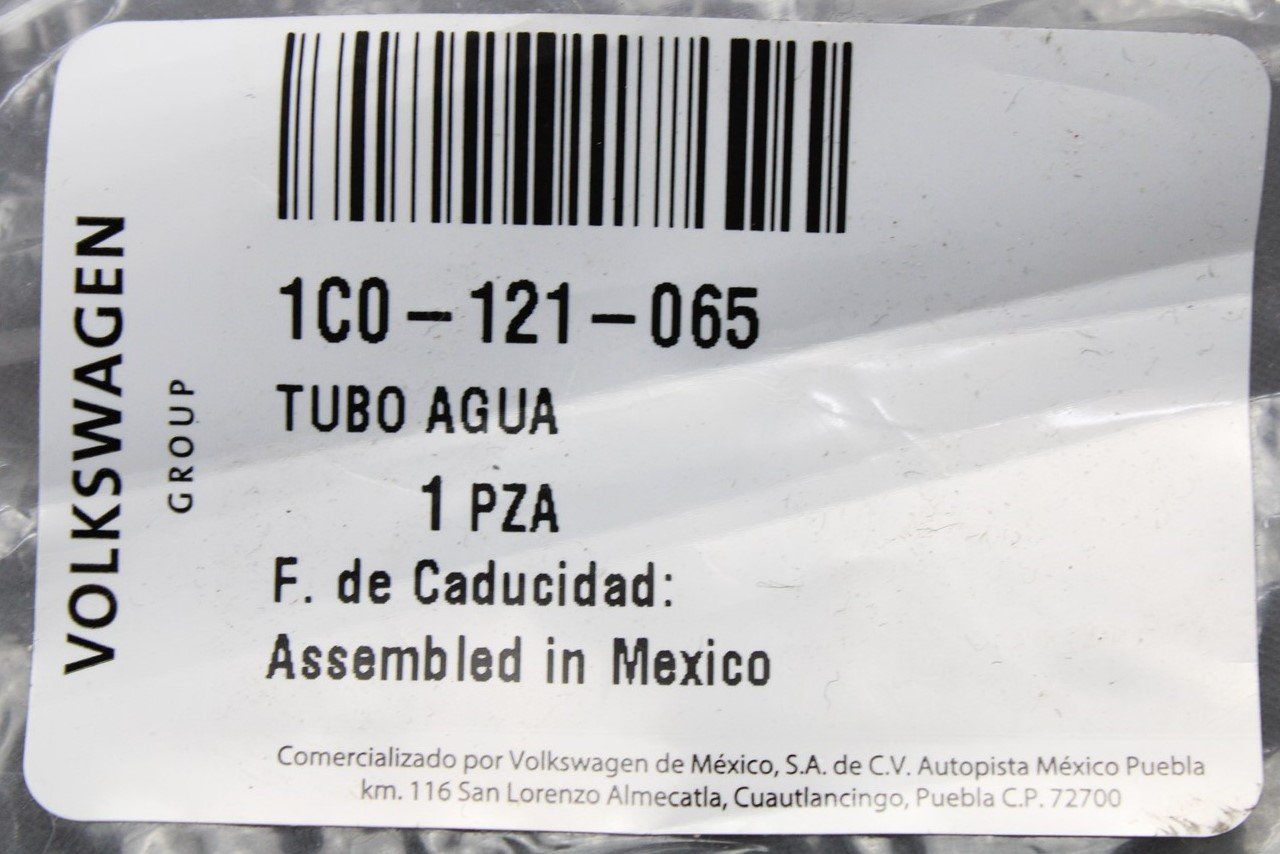 VOLKSWAGEN
GROUP
1C0-121-065
TUBO AGUA
1 PZA
F. de Caducidad:
Assembled in Mexico
Comercializado por Volkswagen de México, S.A. de C.V. Autopista México Puebla
km. 116 San Lorenzo Almecatla, Cuautlancingo, Puebla C.P. 72700